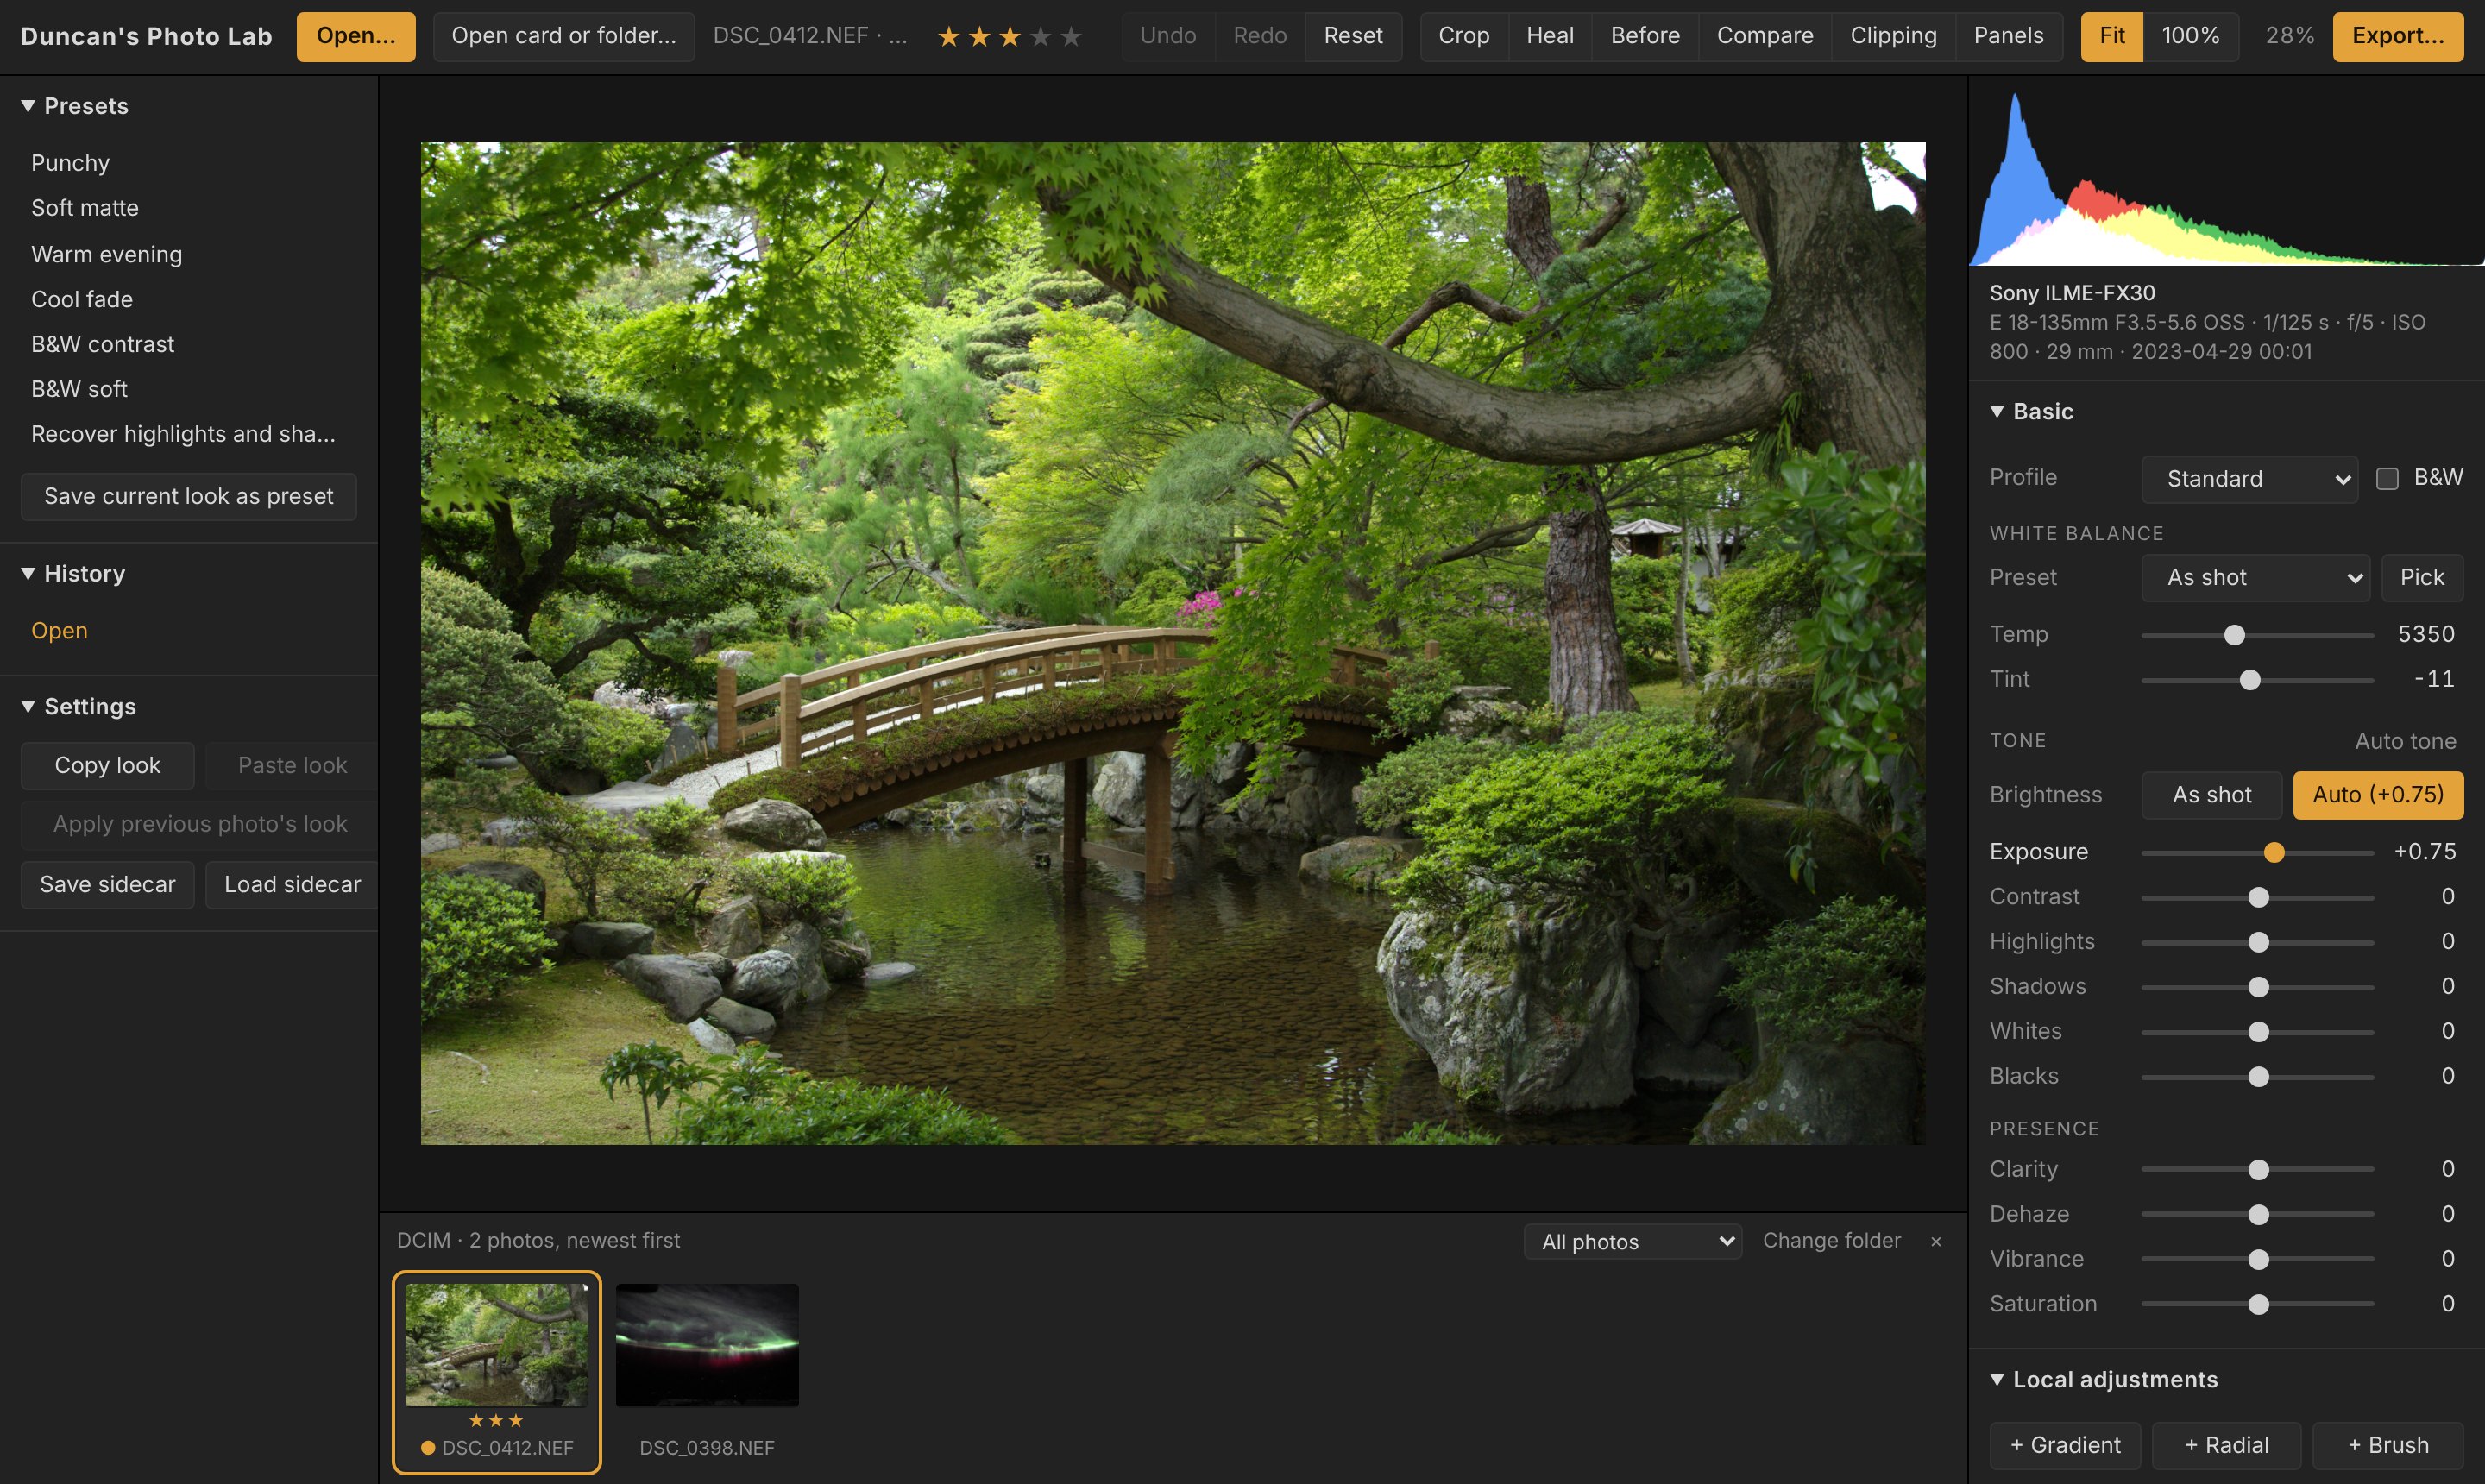 Duncan's Photo Lab
Open...
Open card or folder...
DSC_0412.NEF · ...
★★★★★
Undo
Redo
Reset
Crop
Heal
Before
Compare
Clipping
Panels
Fit
100%
28%
Export...
▼ Presets
Punchy
Soft matte
Warm evening
Cool fade
B&W contrast
B&W soft
Recover highlights and sha...
Save current look as preset
▼ History
Open
▼ Settings
Copy look
Paste look
Apply previous photo's look
Save sidecar
Load sidecar
DCIM · 2 photos, newest first
All photos
Change folder
×
★★★
DSC_0412.NEF
DSC_0398.NEF
Sony ILME-FX30
E 18-135mm F3.5-5.6 OSS · 1/125 s · f/5 · ISO
800 · 29 mm · 2023-04-29 00:01
▼ Basic
Profile
Standard
B&W
WHITE BALANCE
Preset
As shot
Pick
Temp
5350
Tint
-11
TONE
Auto tone
Brightness
As shot
Auto (+0.75)
Exposure
+0.75
Contrast
0
Highlights
0
Shadows
0
Whites
0
Blacks
0
PRESENCE
Clarity
0
Dehaze
0
Vibrance
0
Saturation
0
▼ Local adjustments
+ Gradient
+ Radial
+ Brush